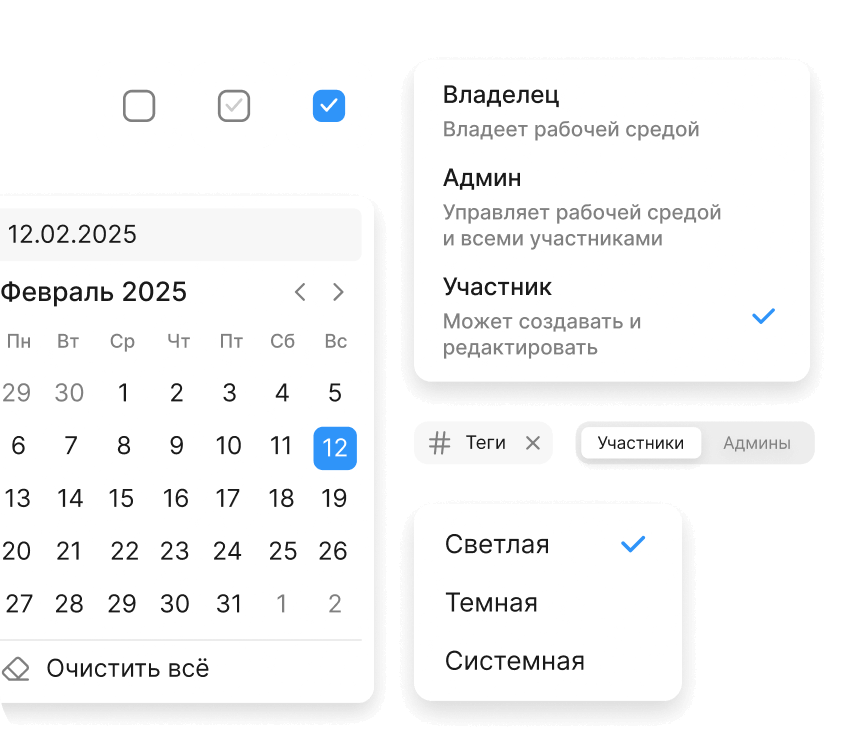 12.02.2025
Февраль 2025
Пн Вт Ср Чт Пт Сб Вс
29 30 1 2 3 4 5
6 7 8 9 10 11 12
13 14 15 16 17 18 19
20 21 22 23 24 25 26
27 28 29 30 31 1 2
Очистить всё
Владелец
Владеет рабочей средой
Админ
Управляет рабочей средой
и всеми участниками
Участник
Может создавать и
редактировать
# Теги
Участники Админы
Светлая
Темная
Системная